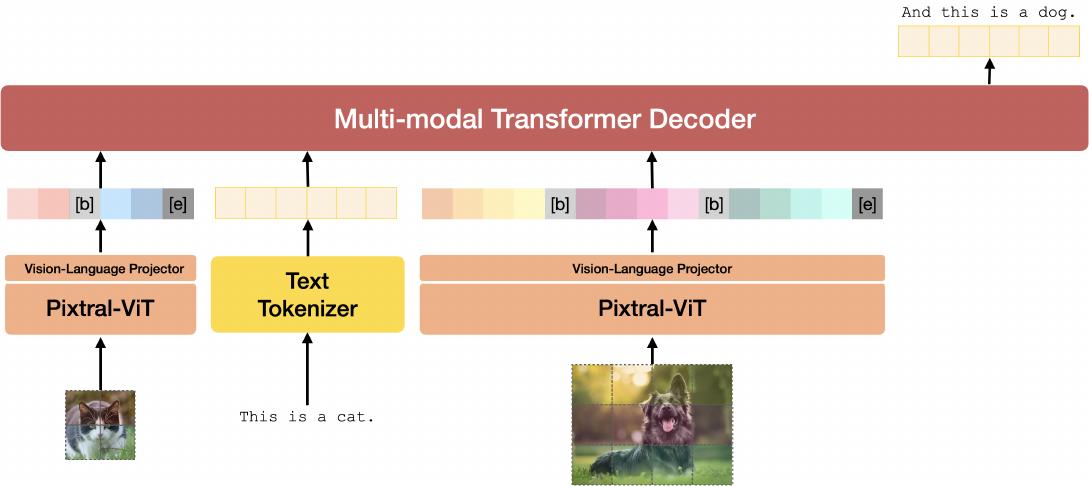 And this is a dog.
Multi-modal Transformer Decoder
[b] [e]
[b] [b] [e]
Vision-Language Projector
Pixtral-ViT
Text
Tokenizer
Vision-Language Projector
Pixtral-ViT
This is a cat.